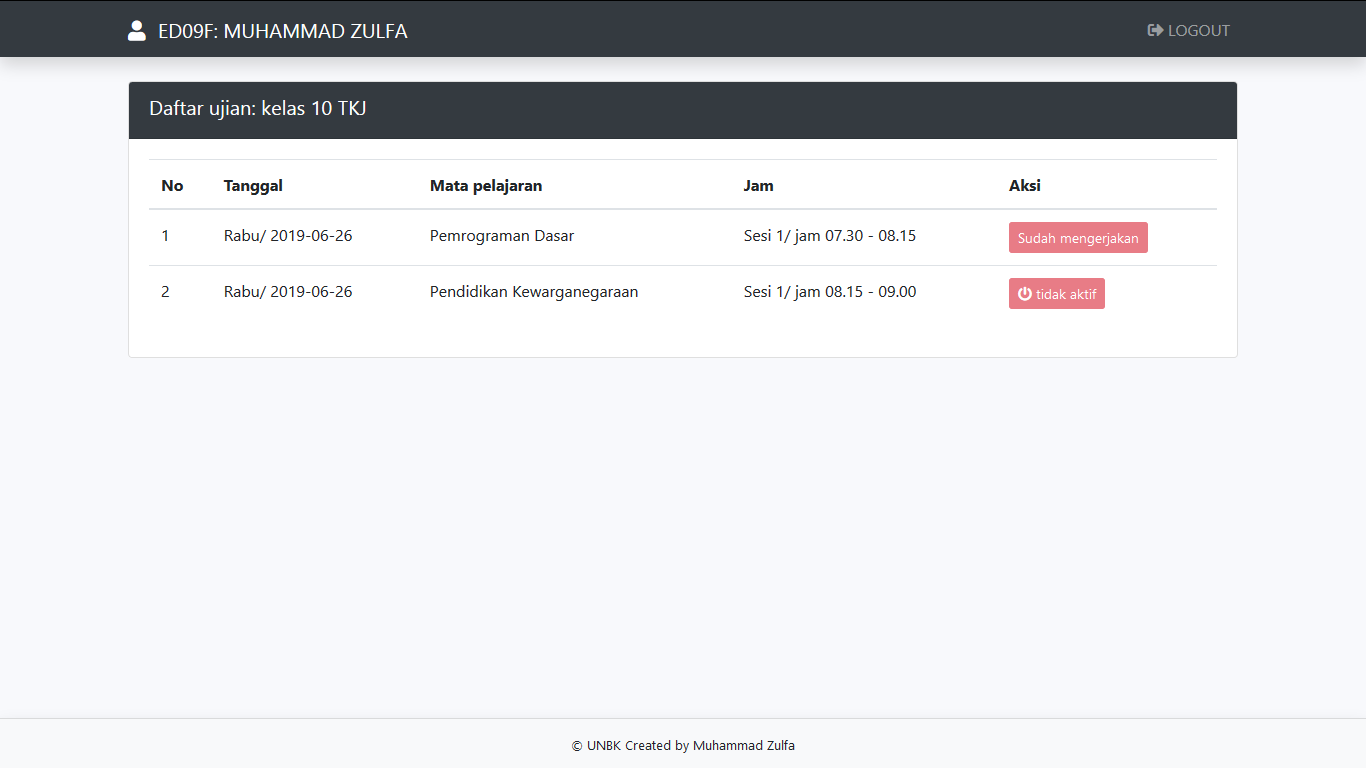 ED09F: MUHAMMAD ZULFA LOGOUT
Daftar ujian: kelas 10 TKJ
No Tanggal Mata pelajaran Jam Aksi
1 Rabu/ 2019-06-26 Pemrograman Dasar Sesi 1/ jam 07.30 - 08.15 Sudah mengerjakan
2 Rabu/ 2019-06-26 Pendidikan Kewarganegaraan Sesi 1/ jam 08.15 - 09.00 tidak aktif
© UNBK Created by Muhammad Zulfa